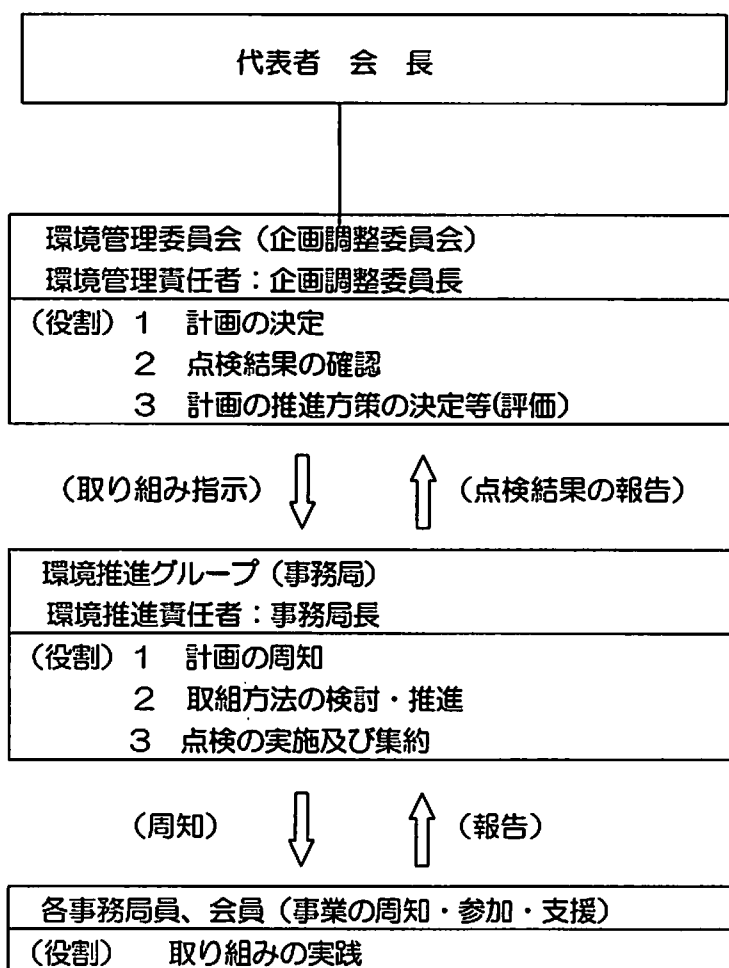 代表者　会　長
環境管理委員会（企画調整委員会）
環境管理責任者：企画調整委員長
（役割）１　計画の決定
２　点検結果の確認
３　計画の推進方策の決定等(評価）
（取り組み指示）　（点検結果の報告）
環境推進グループ（事務局）
環境推進責任者：事務局長
（役割）１　計画の周知
２　取組方法の検討・推進
３　点検の実施及び集約
（周知）　（報告）
各事務局員、会員（事業の周知・参加・支援）
（役割）　取り組みの実践